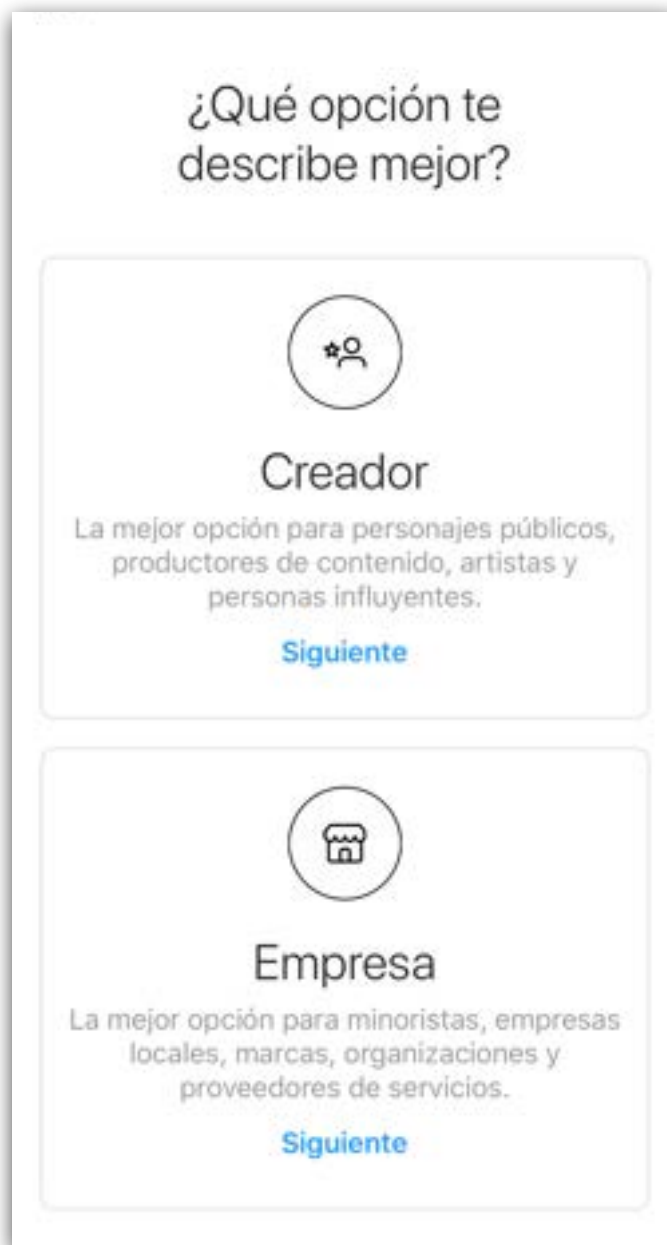 ¿Qué opción te
describe mejor?
Creador
La mejor opción para personajes públicos,
productores de contenido, artistas y
personas influyentes.
Siguiente
Empresa
La mejor opción para minoristas, empresas
locales, marcas, organizaciones y
proveedores de servicios.
Siguiente